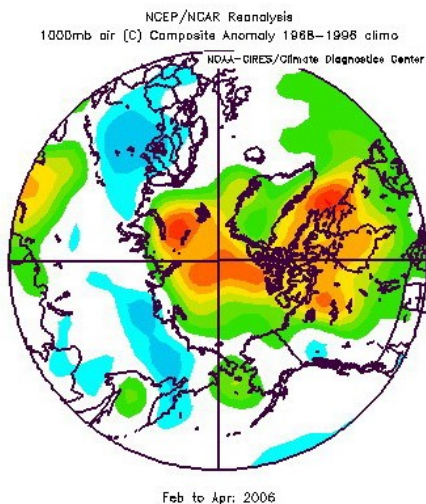 NCEP/NCAR Reanalysis
1000mb air (C) Composite Anomaly 1968–1996 climo
NOAA-CIRES/Climate Diagnostics Center
Feb to Apr: 2006